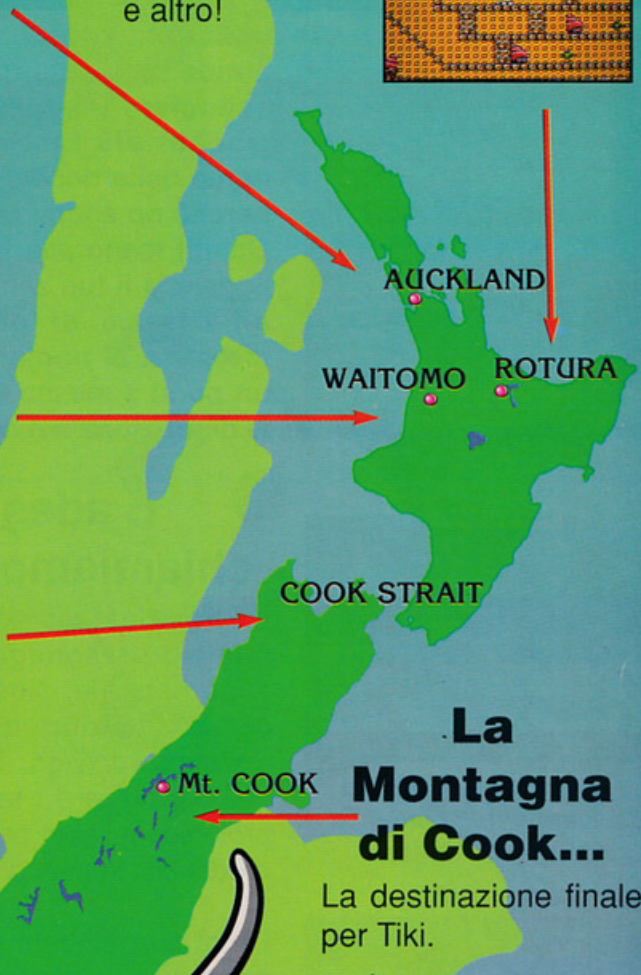 e altro!
AUCKLAND
WAITOMO
ROTURA
COOK STRAIT
Mt. COOK
La
Montagna
di Cook...
La destinazione finale
per Tiki.